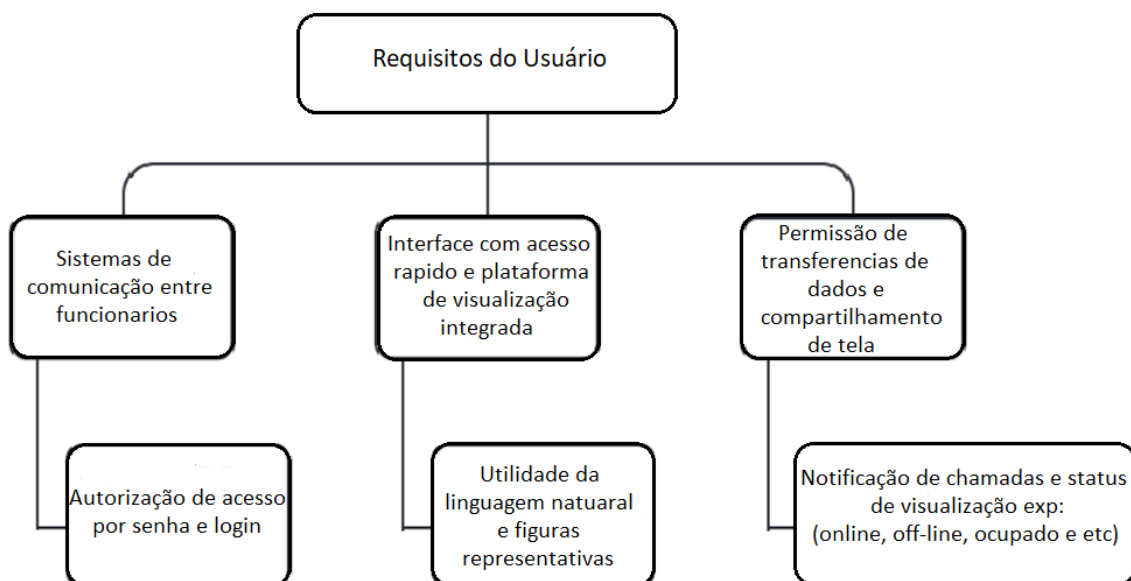 Requisitos do Usuário
Sistemas de
comunicação entre
funcionarios
Interface com acesso
rapido e plataforma
de visualização
integrada
Permissão de
transferencias de
dados e
compartilhamento
de tela
Autorização de acesso
por senha e login
Utilidade da
linguagem natuaral
e figuras
representativas
Notificação de chamadas e status
de visualização exp:
(online, off-line, ocupado e etc)